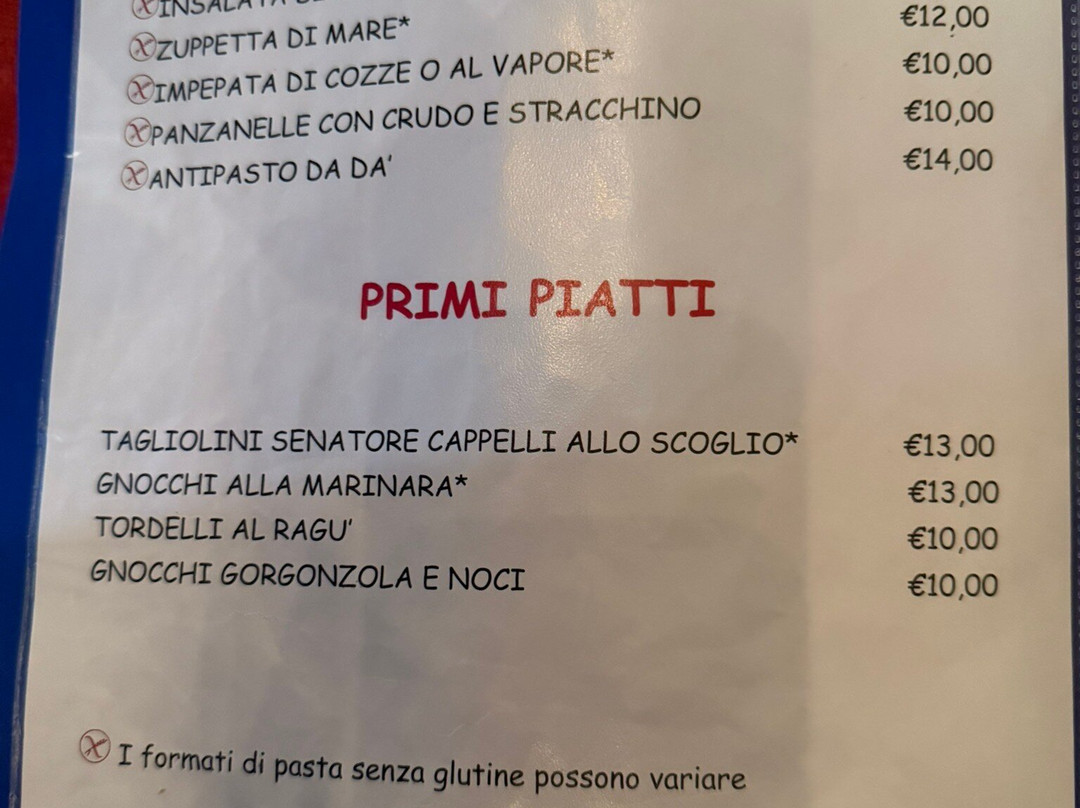 INSALATA
ZUPPETTA DI MARE* €12,00
IMPEPATA DI COZZE O AL VAPORE* €10,00
PANZANELLE CON CRUDO E STRACCHINO €10,00
ANTIPASTO DA DA' €14,00
PRIMI PIATTI
TAGLIOLINI SENATORE CAPPELLI ALLO SCOGLIO* €13,00
GNOCCHI ALLA MARINARA* €13,00
TORDELLI AL RAGU' €10,00
GNOCCHI GORGONZOLA E NOCI €10,00
I formati di pasta senza glutine possono variare